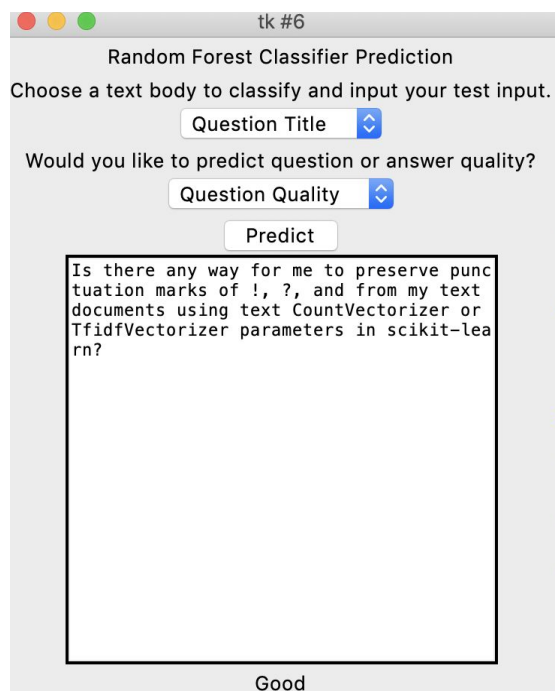 tk #6
Random Forest Classifier Prediction
Choose a text body to classify and input your test input.
Question Title
Would you like to predict question or answer quality?
Question Quality
Predict
Is there any way for me to preserve punc
tuation marks of !, ?, and from my text
documents using text CountVectorizer or
TfidfVectorizer parameters in scikit-lea
rn?
Good